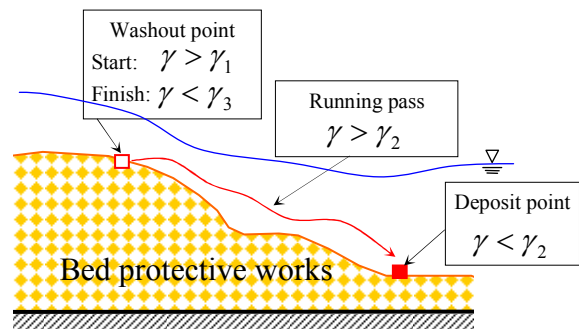 Washout point
Start: γ > γ₁
Finish: γ < γ₃
Running pass
γ > γ₂
Deposit point
γ < γ₂
Bed protective works